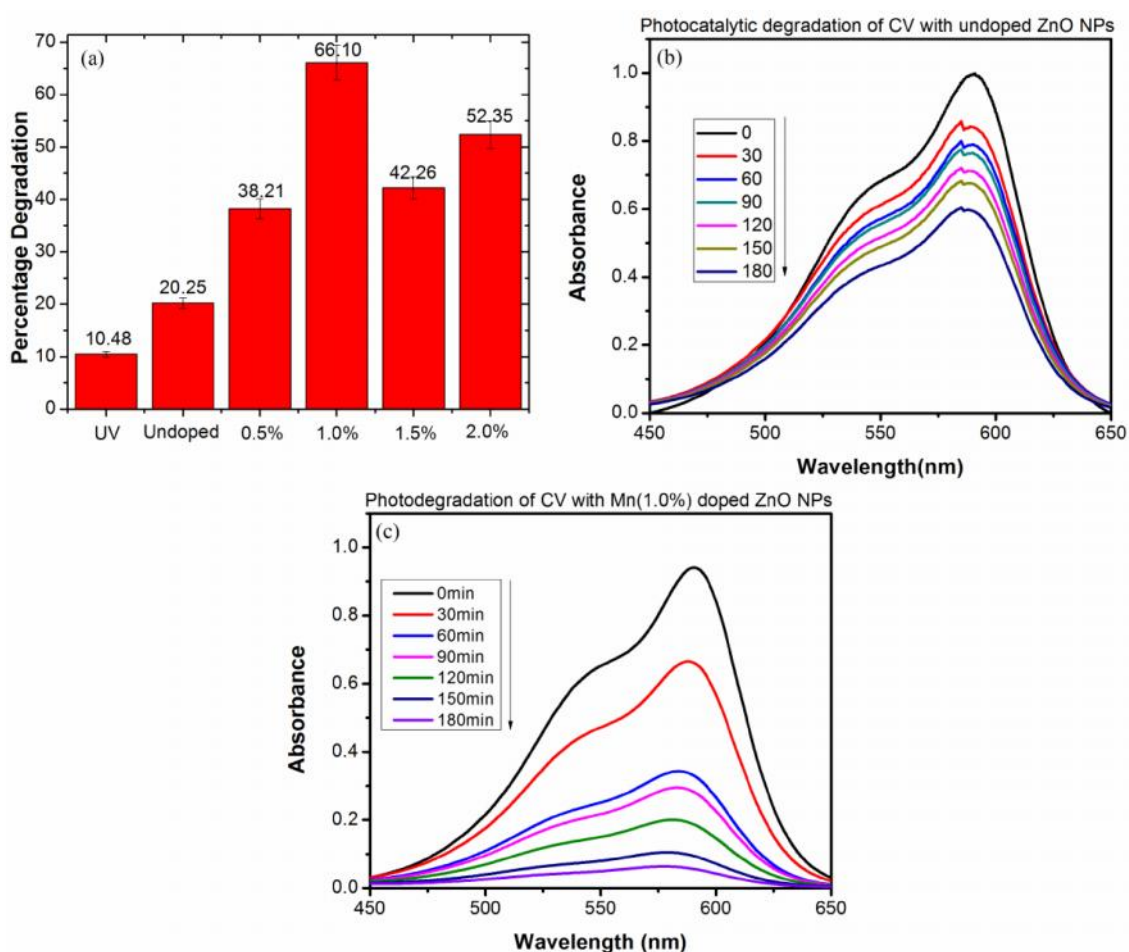 (a)
Percentage Degradation
70
60
50
40
30
20
10
0
10.48
20.25
38.21
66.10
42.26
52.35
UV Undoped 0.5% 1.0% 1.5% 2.0%
Photocatalytic degradation of CV with undoped ZnO NPs
(b)
Absorbance
1.0
0.8
0.6
0.4
0.2
0.0
0
30
60
90
120
150
180
450 500 550 600 650
Wavelength(nm)
Photodegradation of CV with Mn(1.0%) doped ZnO NPs
(c)
Absorbance
1.0
0.8
0.6
0.4
0.2
0.0
0min
30min
60min
90min
120min
150min
180min
450 500 550 600 650
Wavelength (nm)